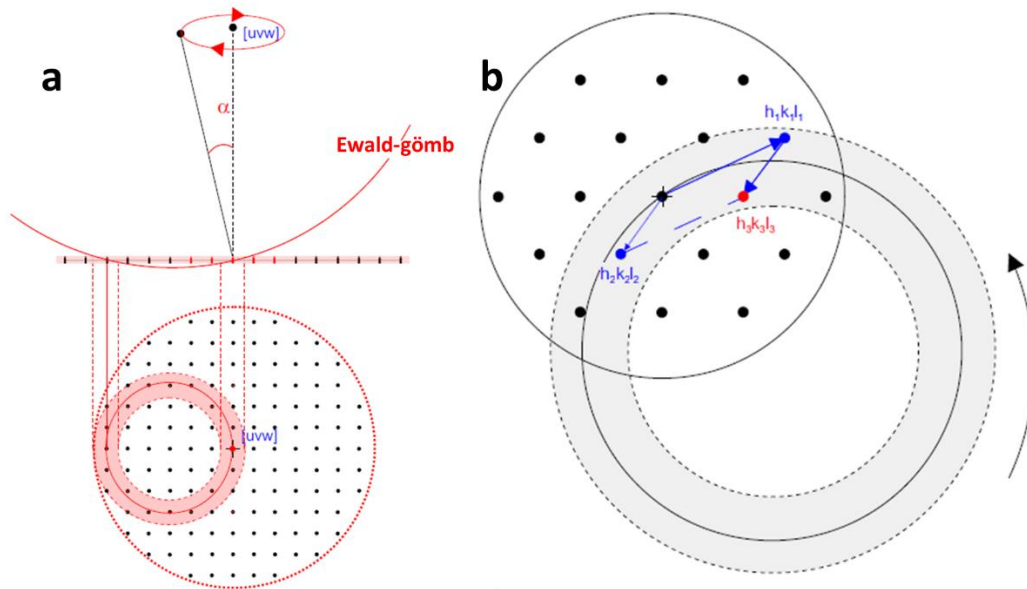 a
[uvw]
α
Ewald-gömb
[uvw]
b
h₁k₁l₁
h₃k₃l₃
h₂k₂l₂